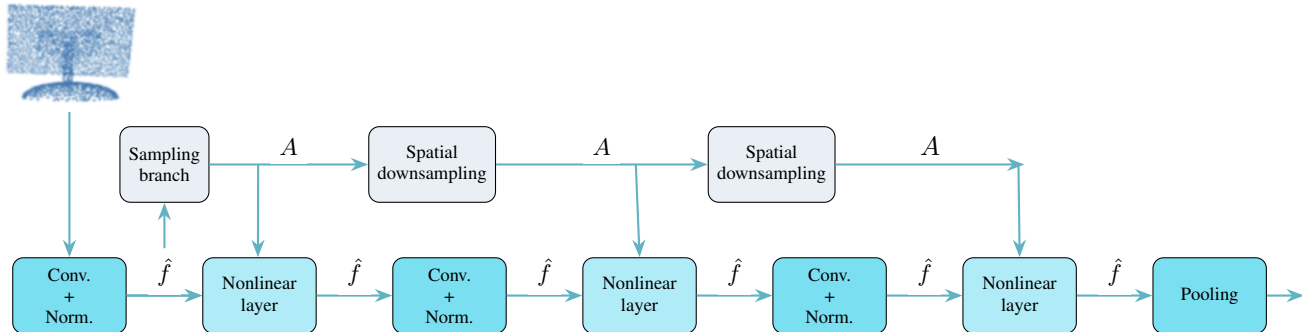 Sampling
branch
A
Spatial
downsampling
A
Spatial
downsampling
A
Conv.
+
Norm.
f̂
Nonlinear
layer
f̂
Conv.
+
Norm.
f̂
Nonlinear
layer
f̂
Conv.
+
Norm.
f̂
Nonlinear
layer
f̂
Pooling